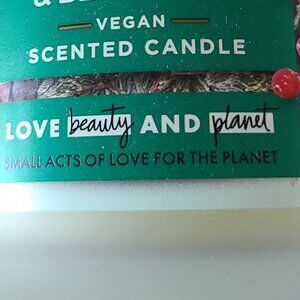 &
VEGAN
SCENTED CANDLE
LOVE beauty AND planet
SMALL ACTS OF LOVE FOR THE PLANET